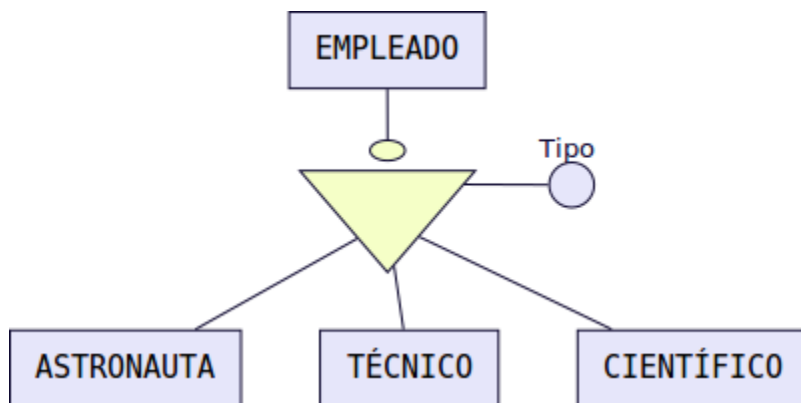 EMPLEADO
Tipo
ASTRONAUTA
TÉCNICO
CIENTÍFICO